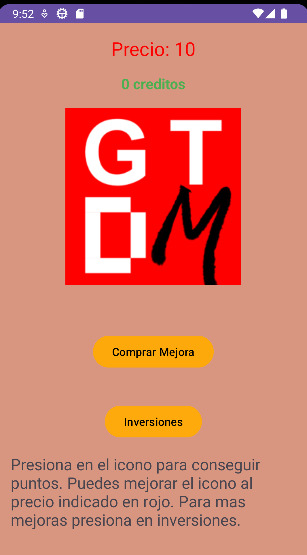 9:52
Precio: 10
0 creditos
G T
D M
Comprar Mejora
Inversiones
Presiona en el icono para conseguir
puntos. Puedes mejorar el icono al
precio indicado en rojo. Para mas
mejoras presiona en inversiones.